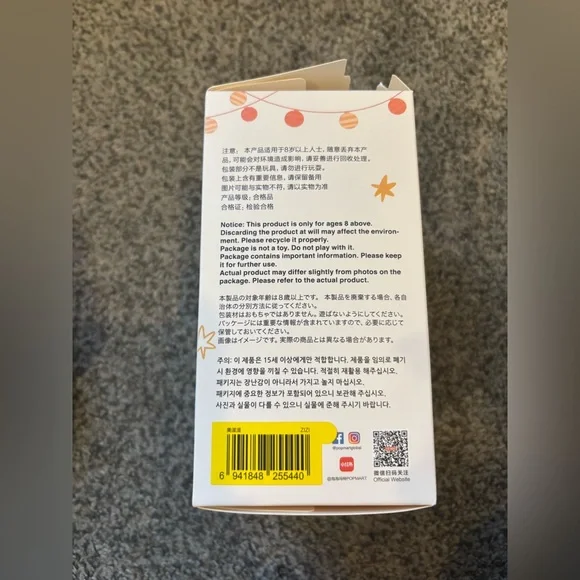 注意： 本产品适用于8岁以上人士，随意丢弃本产
品，可能会对环境造成影响，请妥善进行回收处理。
包装部分不是玩具，请勿进行玩耍。
包装上含有重要信息，请保留备用
图片可能与实物不符，请以实物为准
产品等级：合格品
合格证：检验合格
Notice: This product is only for ages 8 above.
Discarding the product at will may affect the environ-
ment. Please recycle it properly.
Package is not a toy. Do not play with it.
Package contains important information. Please keep
it for further use.
Actual product may differ slightly from photos on the
package. Please refer to the actual product.
本製品の対象年齢は8歳以上です。 本製品を廃棄する場合、各自
治体の分別方法に従ってください。
包装材はおもちゃではありません。遊ばないようにしてください。
パッケージには重要な情報が含まれていますので、必要に応じて
保管しておいてください。
画像はイメージです。実際の商品とは異なる場合があります。
주의: 이 제품은 15세 이상에게만 적합합니다. 제품을 임의로 폐기
시 환경에 영향을 끼칠 수 있습니다. 적절히 재활용 해주십시오.
패키지는 장난감이 아니라서 가지고 놀지 마십시오.
패키지에 중요한 정보가 포함되어 있으니 보관해 주십시오.
사진과 실물이 다를 수 있으니 실물에 준해 주시기 바랍니다.
ZIZI
6 941848 255440
@popmartglobal
小红书
微信扫码关注
Official Website